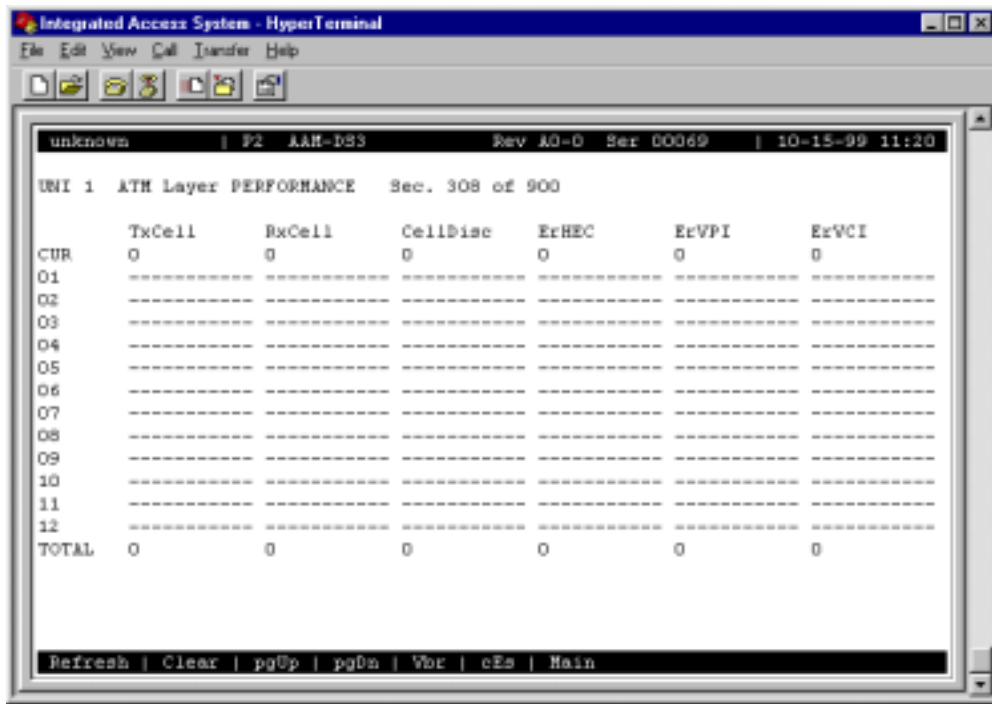 Integrated Access System - HyperTerminal
File Edit View Call Transfer Help
unknown | P2 AAM-DS3 Rev A0-0 Ser 00069 | 10-15-99 11:20
UNI 1 ATM Layer PERFORMANCE Sec. 308 of 900
TxCell RxCell CellDisc ErHEC ErVPI ErVCI
CUR 0 0 0 0 0 0
01 ----------- ----------- ----------- ----------- ----------- -----------
02 ----------- ----------- ----------- ----------- ----------- -----------
03 ----------- ----------- ----------- ----------- ----------- -----------
04 ----------- ----------- ----------- ----------- ----------- -----------
05 ----------- ----------- ----------- ----------- ----------- -----------
06 ----------- ----------- ----------- ----------- ----------- -----------
07 ----------- ----------- ----------- ----------- ----------- -----------
08 ----------- ----------- ----------- ----------- ----------- -----------
09 ----------- ----------- ----------- ----------- ----------- -----------
10 ----------- ----------- ----------- ----------- ----------- -----------
11 ----------- ----------- ----------- ----------- ----------- -----------
12 ----------- ----------- ----------- ----------- ----------- -----------
TOTAL 0 0 0 0 0 0
Refresh | Clear | pgUp | pgDn | Vbr | cEs | Main